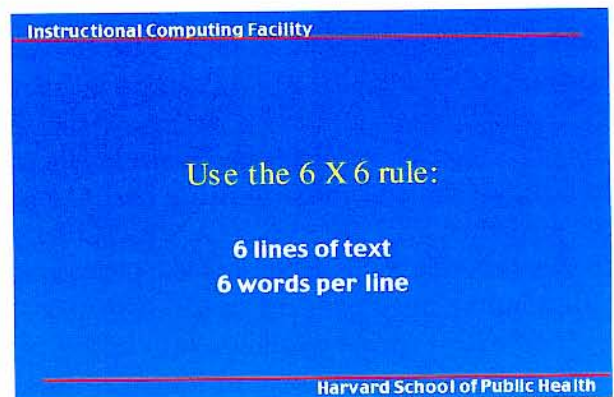 Instructional Computing Facility
Use the 6 X 6 rule:
6 lines of text
6 words per line
Harvard School of Public Health